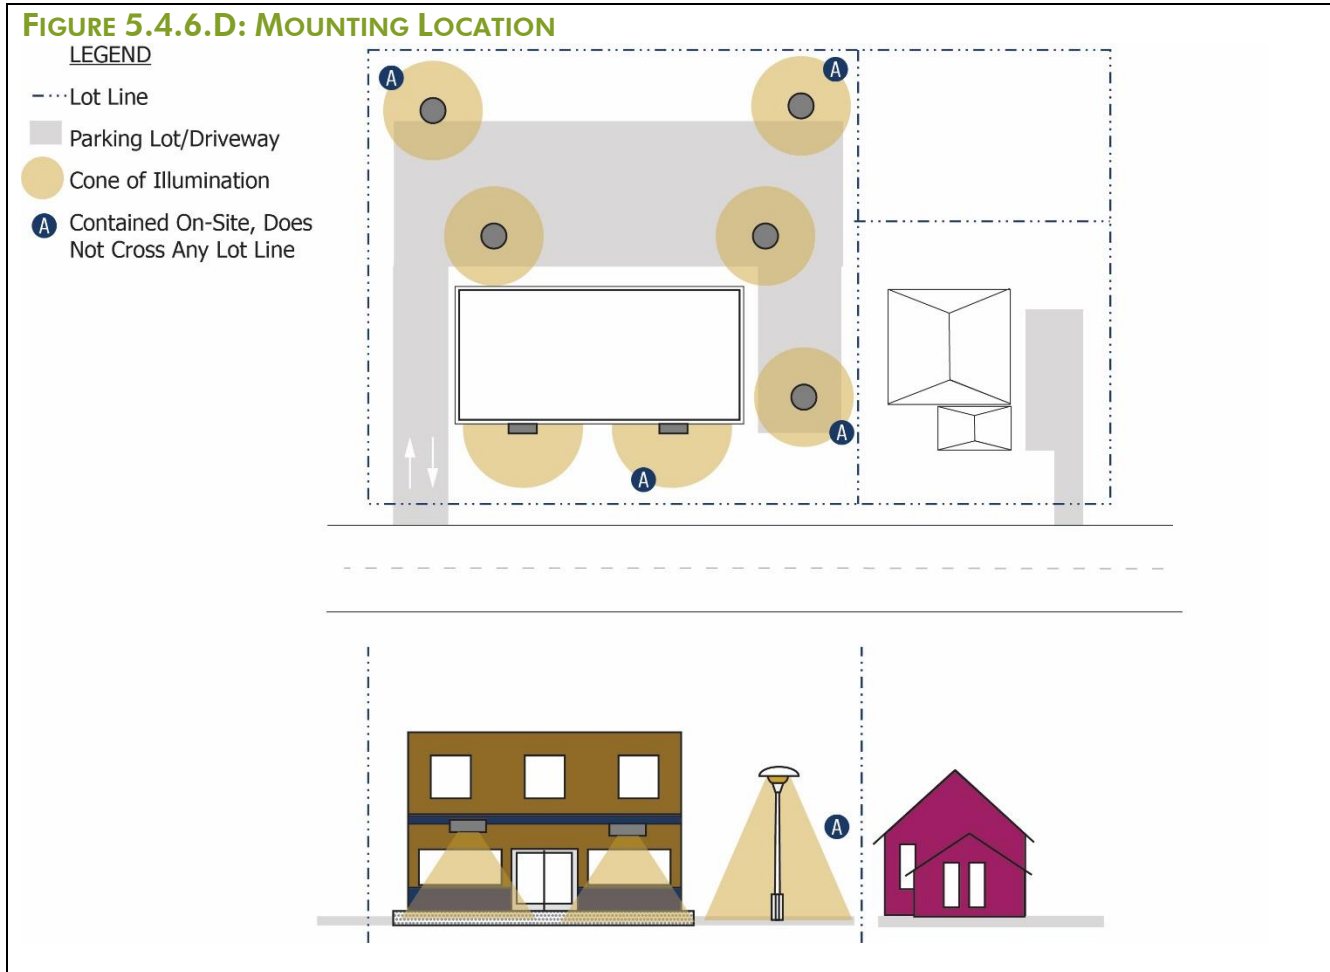 FIGURE 5.4.6.D: MOUNTING LOCATION
LEGEND
Lot Line
Parking Lot/Driveway
Cone of Illumination
A Contained On-Site, Does
Not Cross Any Lot Line
A
A
A
A
A